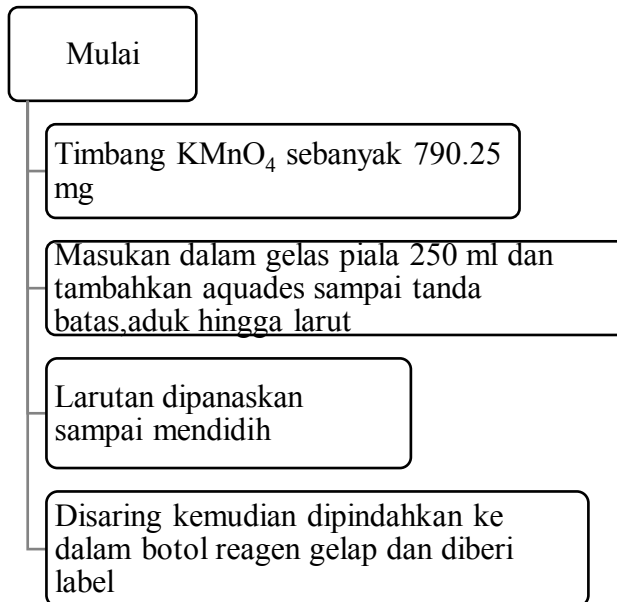 Mulai
Timbang KMnO₄ sebanyak 790.25
mg
Masukan dalam gelas piala 250 ml dan
tambahkan aquades sampai tanda
batas,aduk hingga larut
Larutan dipanaskan
sampai mendidih
Disaring kemudian dipindahkan ke
dalam botol reagen gelap dan diberi
label